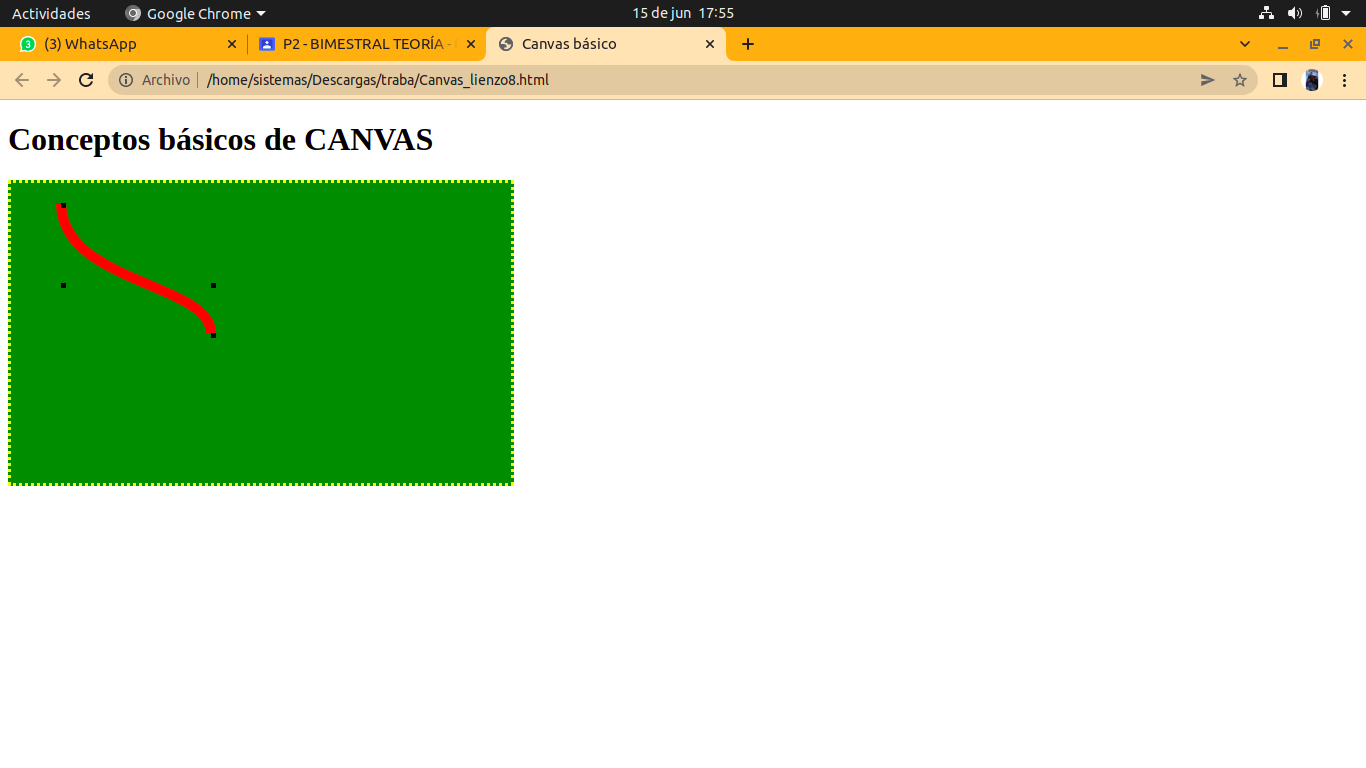 Actividades
Google Chrome
15 de jun 17:55
3
(3) WhatsApp
P2 - BIMESTRAL TEORÍA -
Canvas básico
Archivo
/home/sistemas/Descargas/traba/Canvas_lienzo8.html
Conceptos básicos de CANVAS